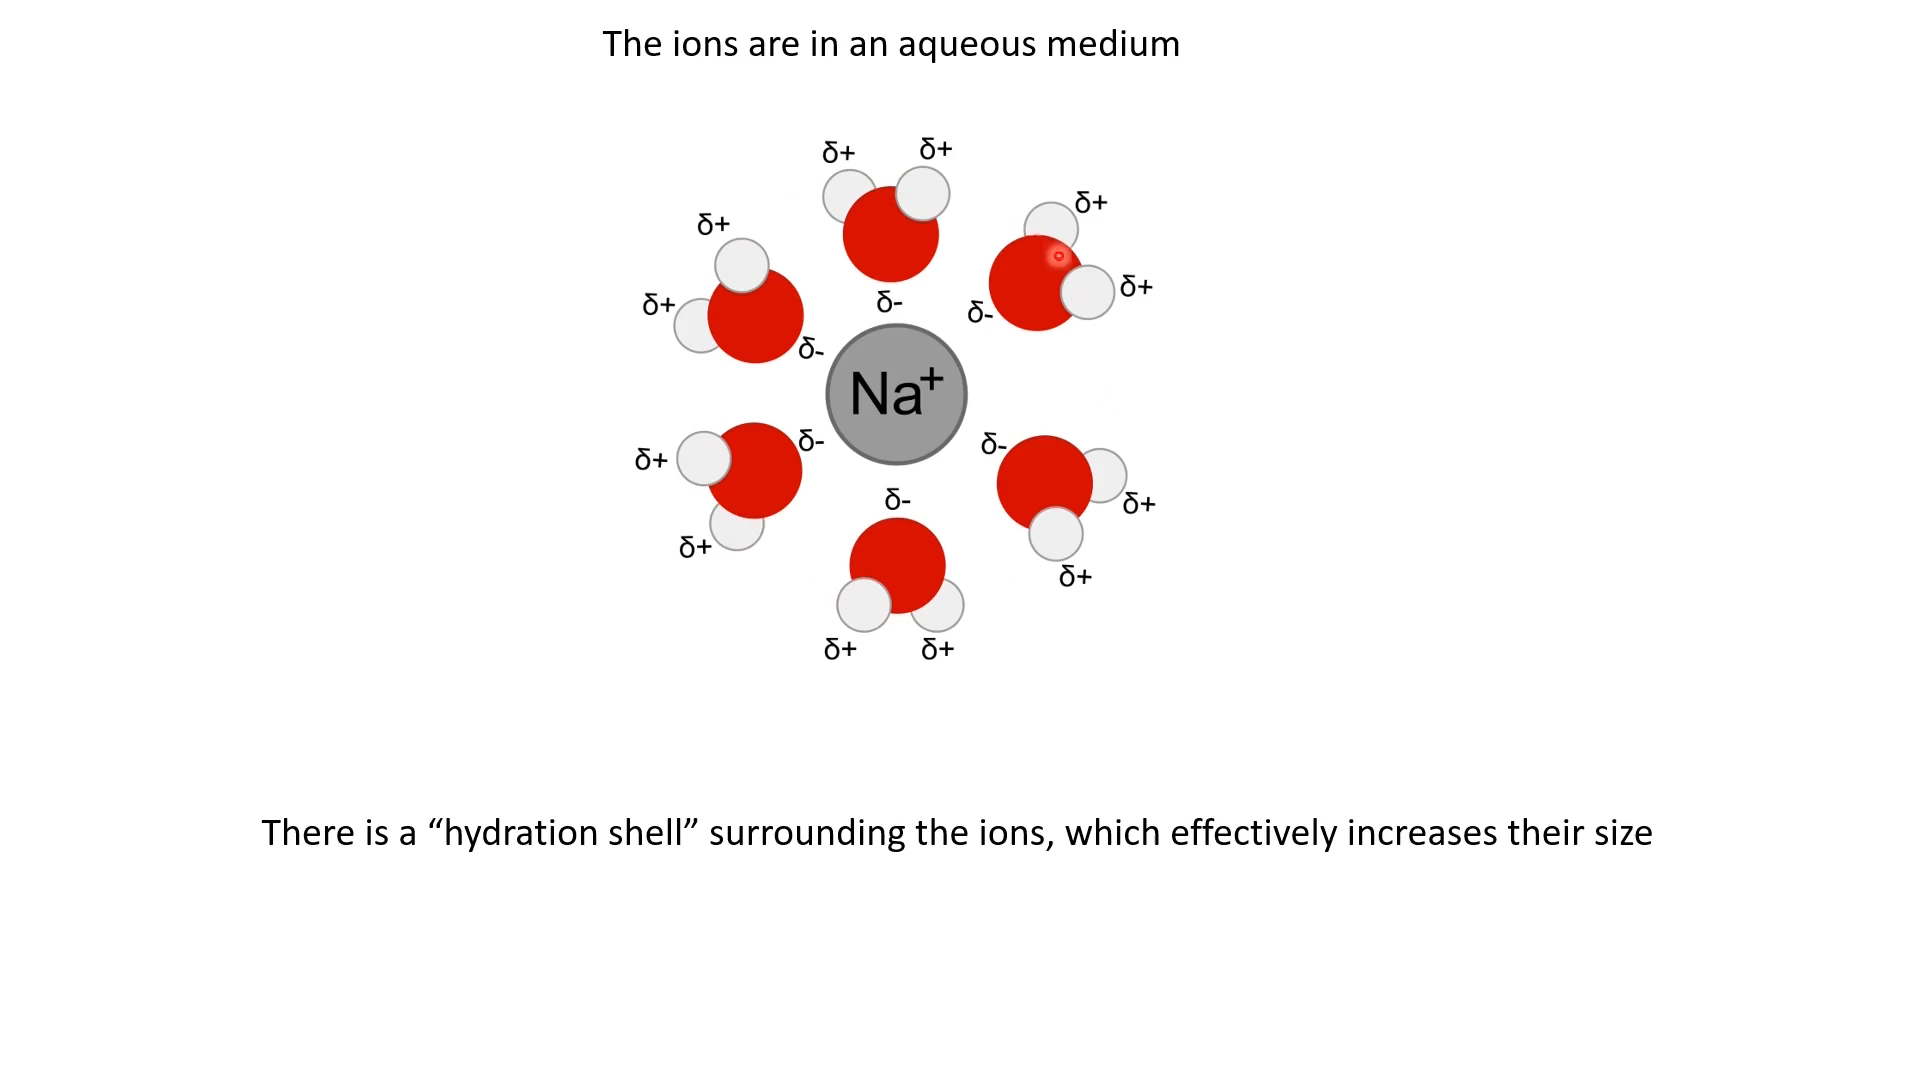 The ions are in an aqueous medium
δ+ δ+
δ+
δ+
δ+
δ+
δ-
δ-
δ-
Na+
δ-
δ-
δ+
δ-
δ+
δ+
δ+
δ+ δ+
There is a “hydration shell” surrounding the ions, which effectively increases their size